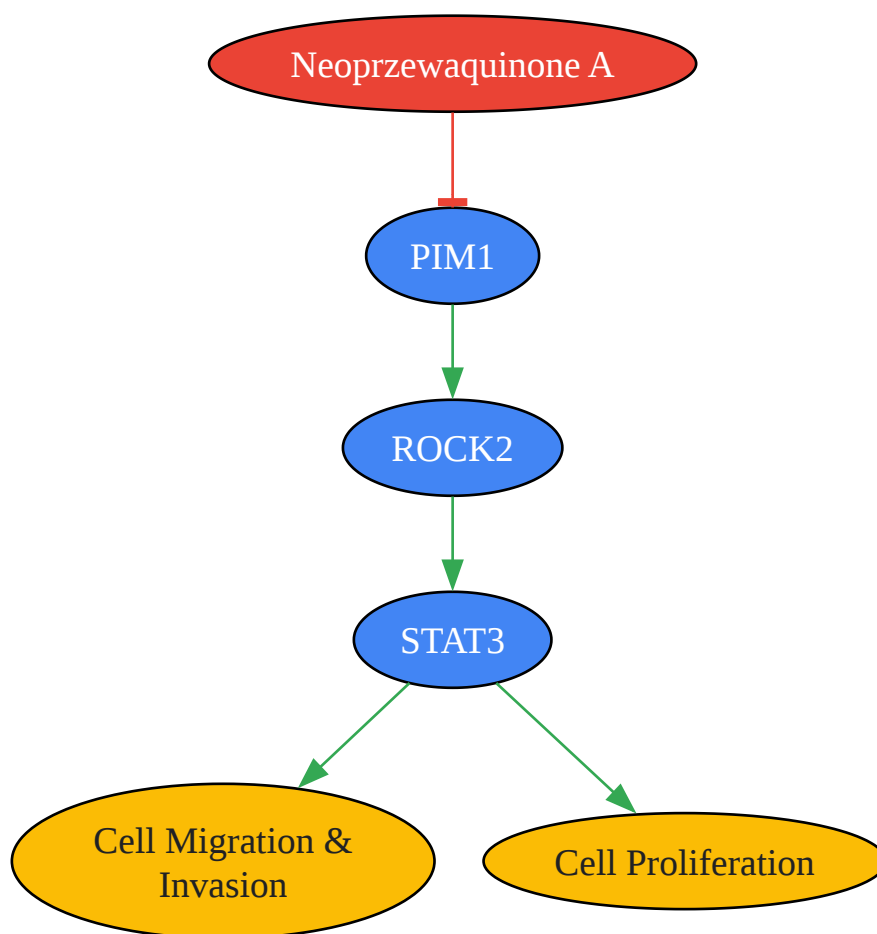 Neoprzewaquinone A
PIM1
ROCK2
STAT3
Cell Migration &
Invasion
Cell Proliferation